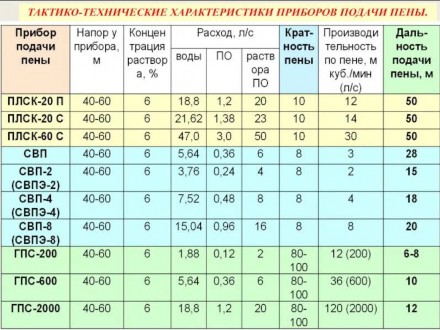 ТАКТИКО-ТЕХНИЧЕСКИЕ ХАРАКТЕРИСТИКИ ПРИБОРОВ ПОДАЧИ ПЕНЫ.
Прибор подачи пены | Напор у прибора, м | Концентрация раствора, % | Расход, л/с | Кратность пены | Производительность по пене, м куб./мин (л/с) | Дальность подачи пены, м
воды | ПО | раствора ПО
ПЛСК-20 П 40-60 6 18,8 1,2 20 10 12 50
ПЛСК-20 С 40-60 6 21,62 1,38 23 10 14 50
ПЛСК-60 С 40-60 6 47,0 3,0 50 10 30 50
СВП 40-60 6 5,64 0,36 6 8 3 28
СВП-2 (СВПЭ-2) 40-60 6 3,76 0,24 4 8 2 15
СВП-4 (СВПЭ-4) 40-60 6 7,52 0,48 8 8 4 18
СВП-8 (СВПЭ-8) 40-60 6 15,04 0,96 16 8 8 20
ГПС-200 40-60 6 1,88 0,12 2 80-100 12 (200) 6-8
ГПС-600 40-60 6 5,64 0,36 6 80-100 36 (600) 10
ГПС-2000 40-60 6 18,8 1,2 20 80-100 120 (2000) 12